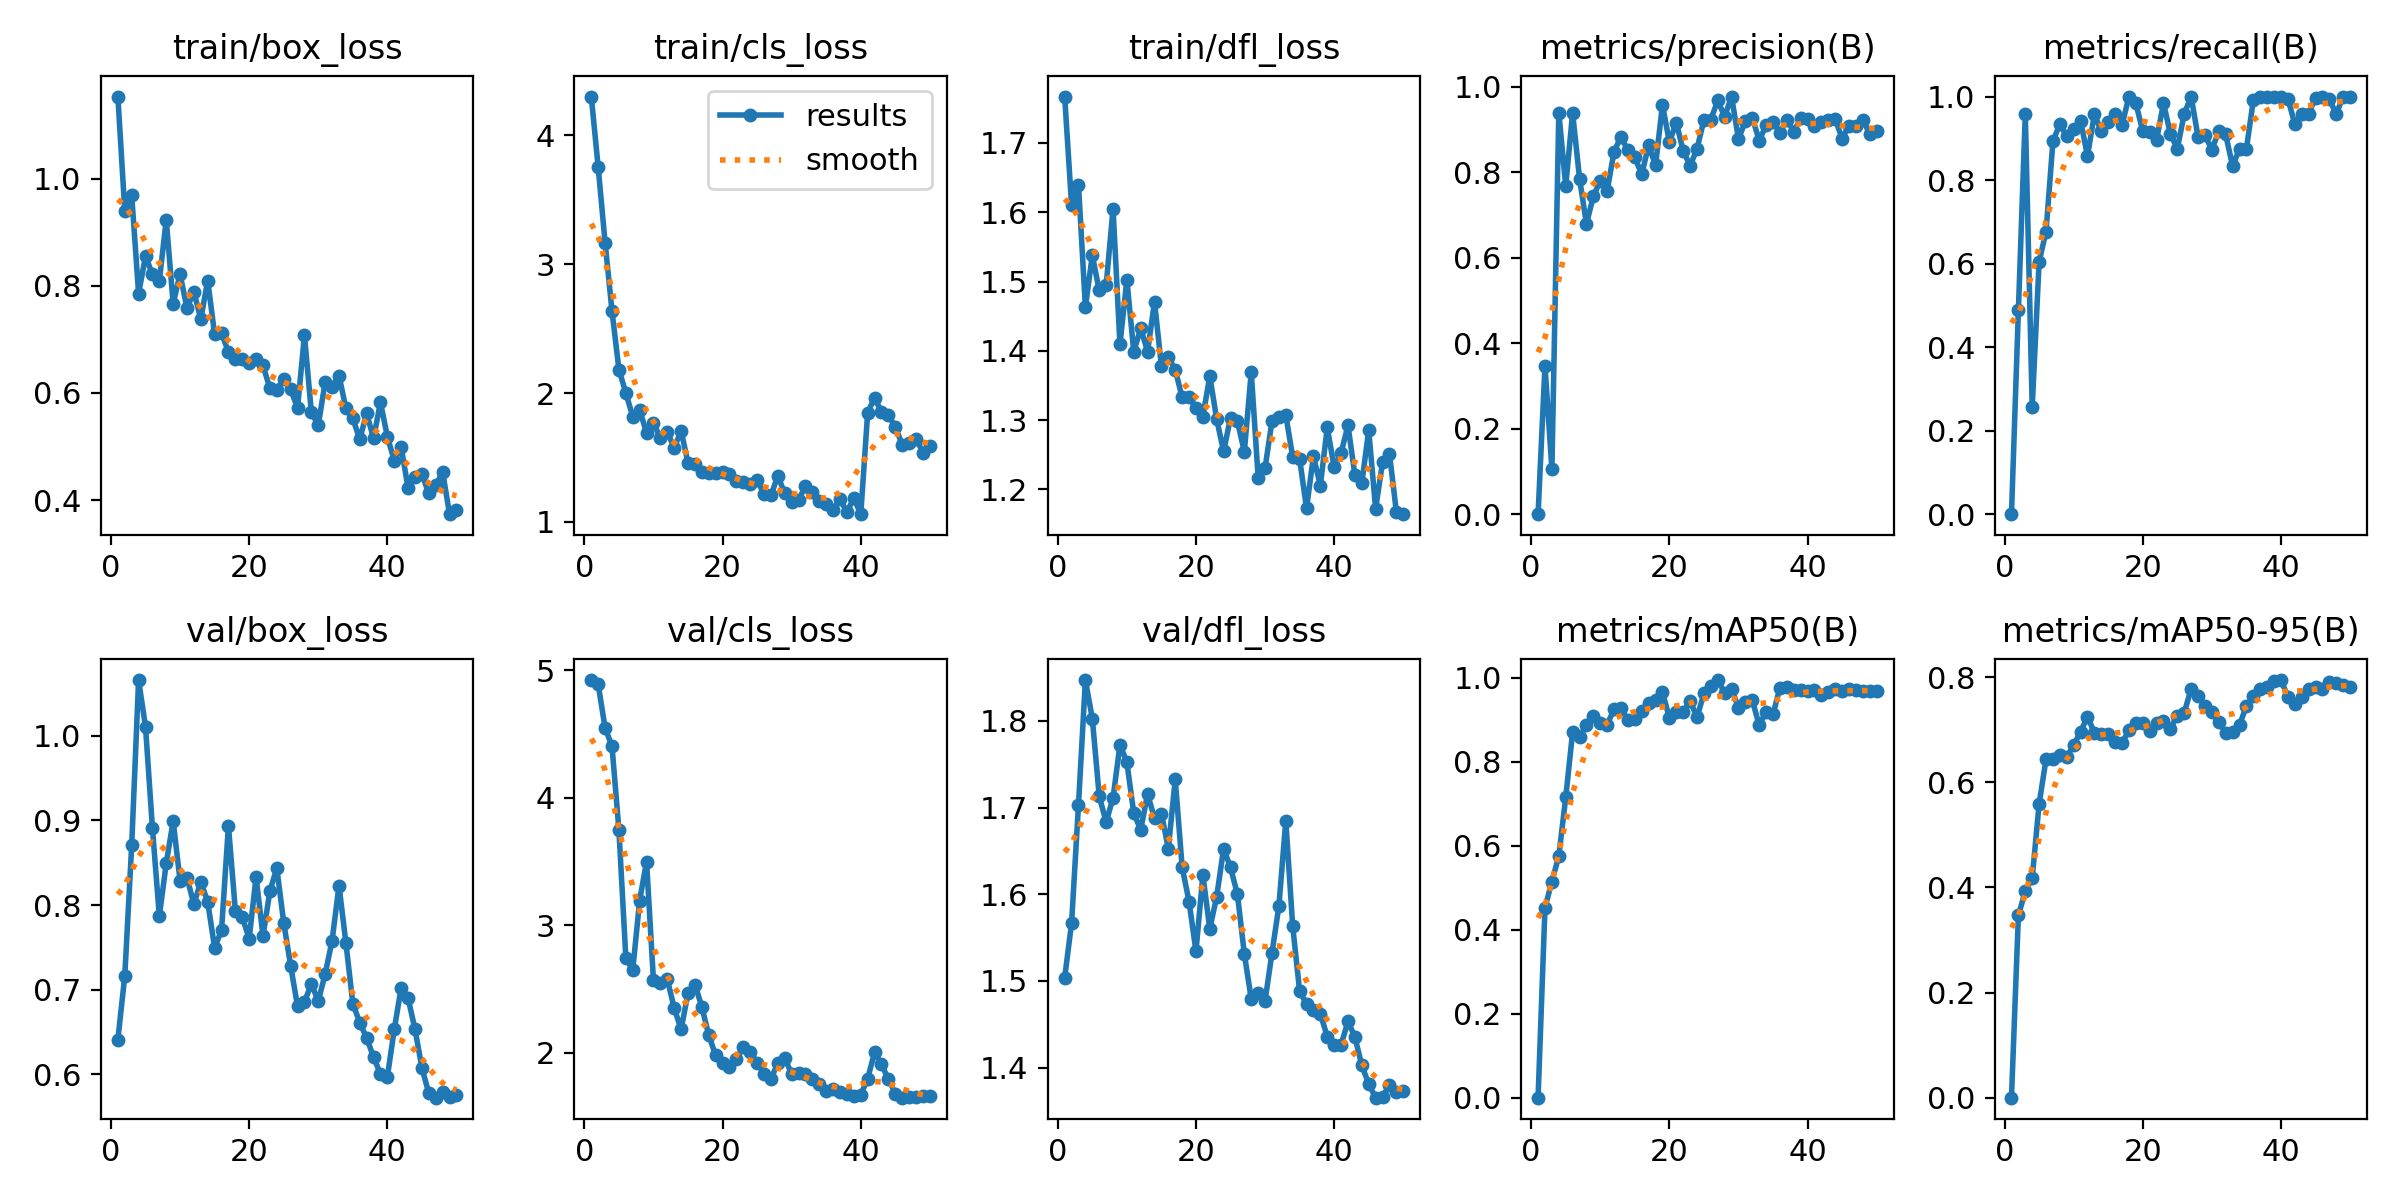 train/box_loss
train/cls_loss
train/dfl_loss
metrics/precision(B)
metrics/recall(B)
results
smooth
1.0
0.8
0.6
0.4
0 20 40
4
3
2
1
0 20 40
1.7
1.6
1.5
1.4
1.3
1.2
0 20 40
1.0
0.8
0.6
0.4
0.2
0.0
0 20 40
1.0
0.8
0.6
0.4
0.2
0.0
0 20 40
val/box_loss
val/cls_loss
val/dfl_loss
metrics/mAP50(B)
metrics/mAP50-95(B)
1.0
0.9
0.8
0.7
0.6
0 20 40
5
4
3
2
0 20 40
1.8
1.7
1.6
1.5
1.4
0 20 40
1.0
0.8
0.6
0.4
0.2
0.0
0 20 40
0.8
0.6
0.4
0.2
0.0
0 20 40